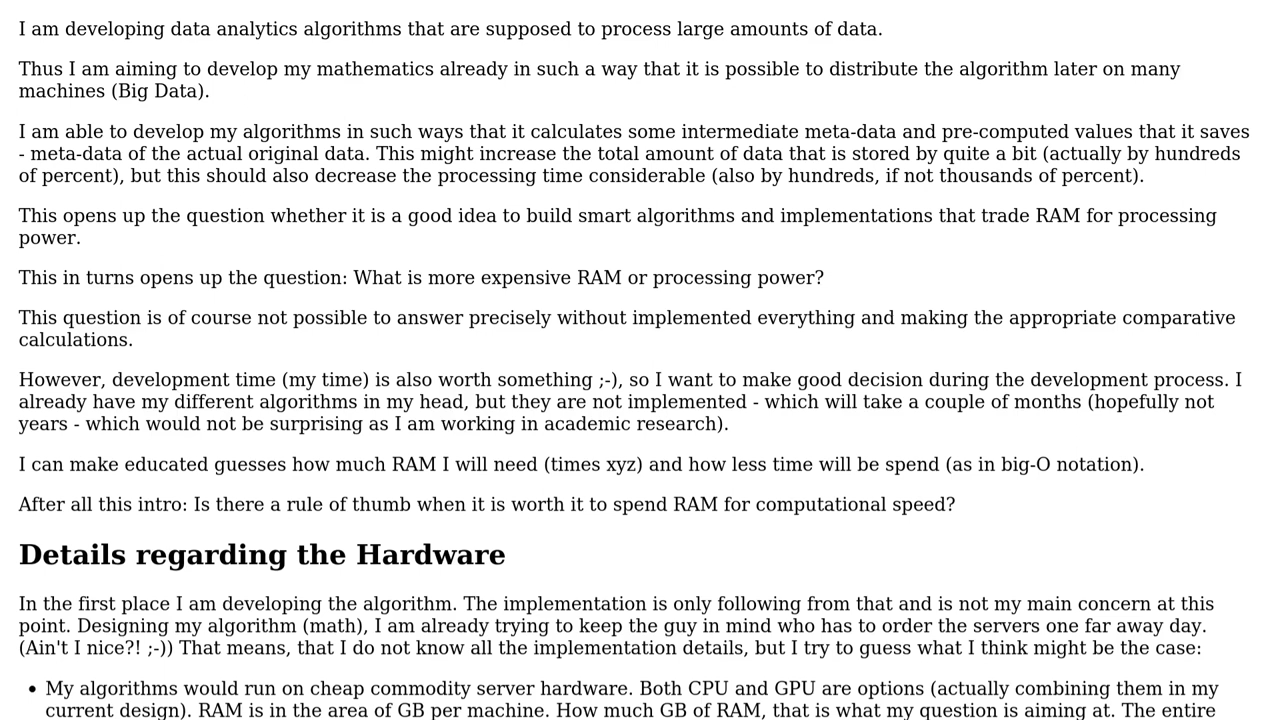 I am developing data analytics algorithms that are supposed to process large amounts of data.
Thus I am aiming to develop my mathematics already in such a way that it is possible to distribute the algorithm later on many
machines (Big Data).
I am able to develop my algorithms in such ways that it calculates some intermediate meta-data and pre-computed values that it saves
- meta-data of the actual original data. This might increase the total amount of data that is stored by quite a bit (actually by hundreds
of percent), but this should also decrease the processing time considerable (also by hundreds, if not thousands of percent).
This opens up the question whether it is a good idea to build smart algorithms and implementations that trade RAM for processing
power.
This in turns opens up the question: What is more expensive RAM or processing power?
This question is of course not possible to answer precisely without implemented everything and making the appropriate comparative
calculations.
However, development time (my time) is also worth something ;-), so I want to make good decision during the development process. I
already have my different algorithms in my head, but they are not implemented - which will take a couple of months (hopefully not
years - which would not be surprising as I am working in academic research).
I can make educated guesses how much RAM I will need (times xyz) and how less time will be spend (as in big-O notation).
After all this intro: Is there a rule of thumb when it is worth it to spend RAM for computational speed?
Details regarding the Hardware
In the first place I am developing the algorithm. The implementation is only following from that and is not my main concern at this
point. Designing my algorithm (math), I am already trying to keep the guy in mind who has to order the servers one far away day.
(Ain't I nice?! ;-)) That means, that I do not know all the implementation details, but I try to guess what I think might be the case:
• My algorithms would run on cheap commodity server hardware. Both CPU and GPU are options (actually combining them in my
current design). RAM is in the area of GB per machine. How much GB of RAM, that is what my question is aiming at. The entire